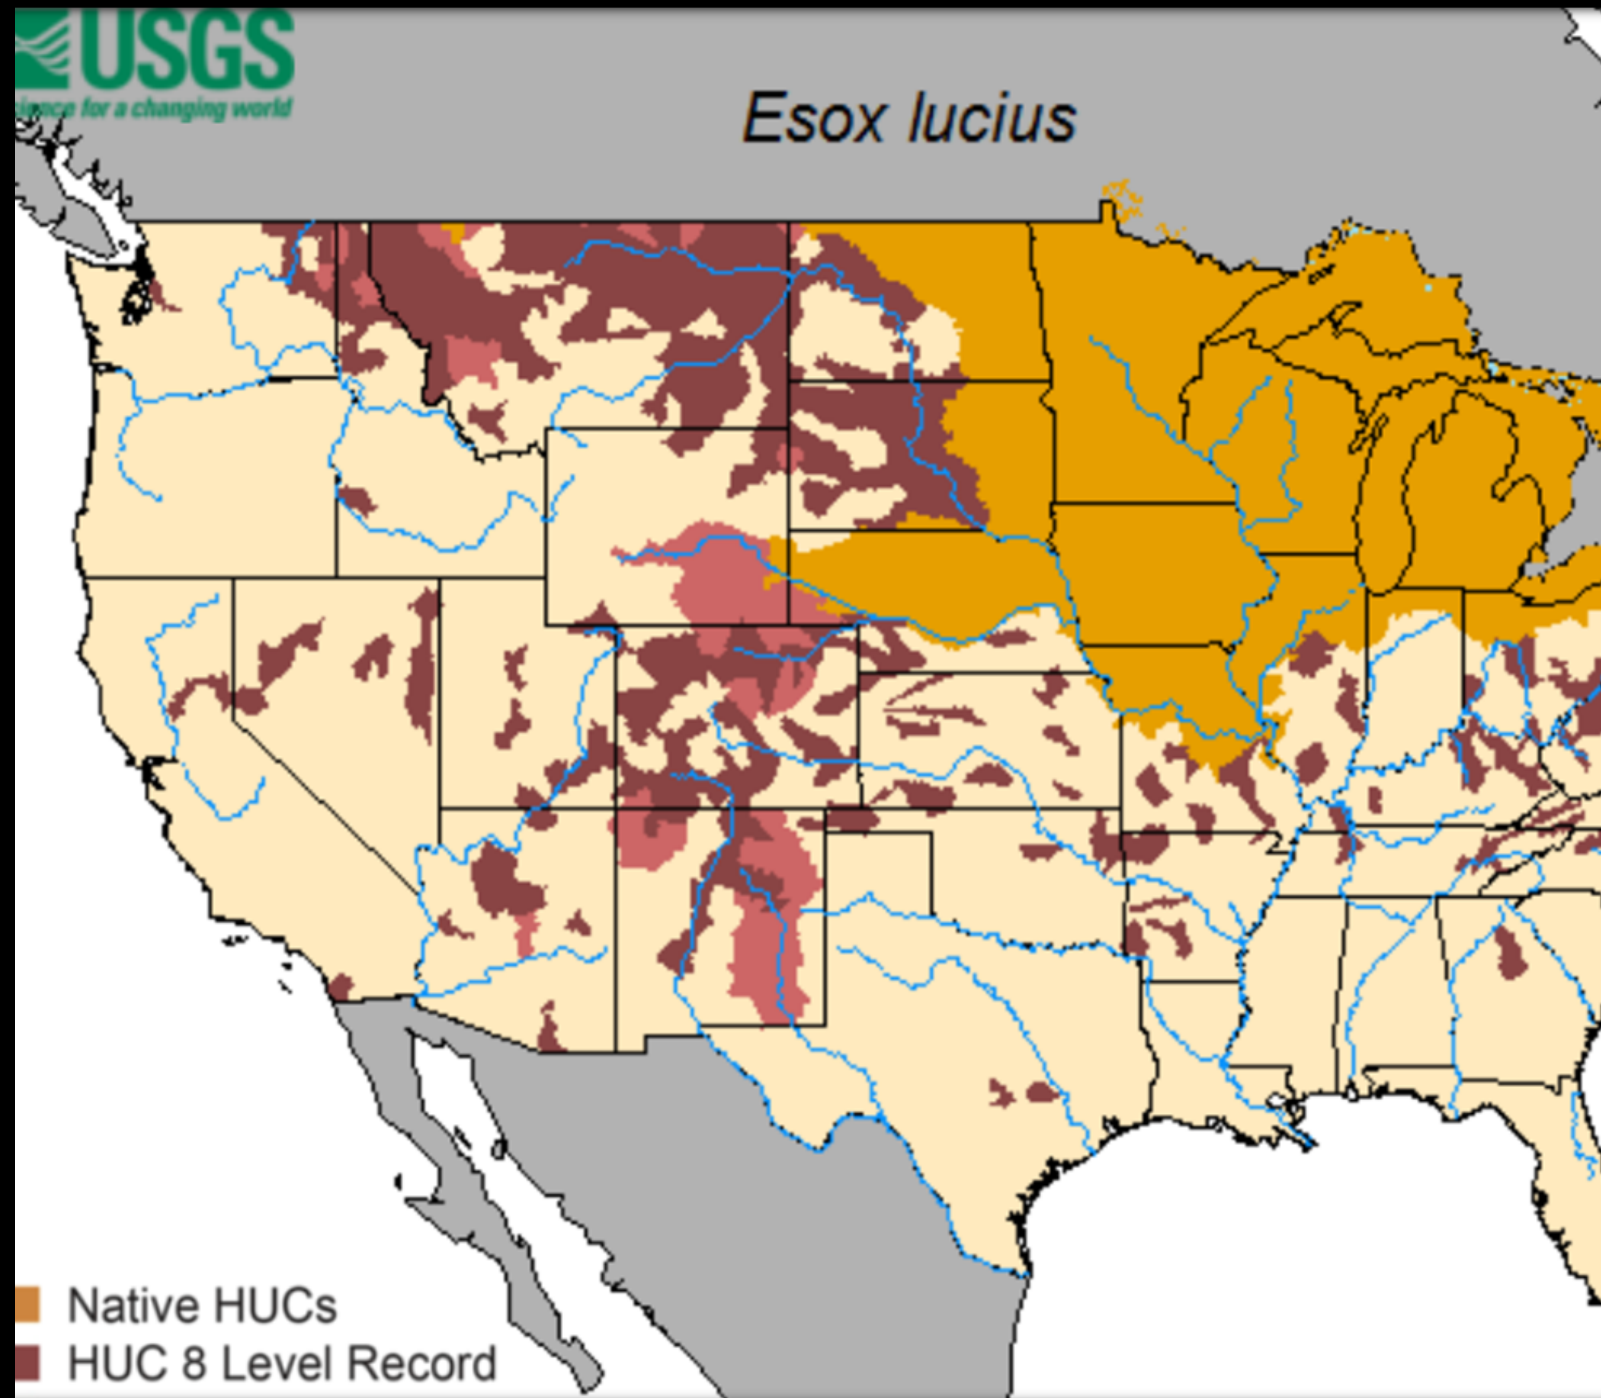 USGS
science for a changing world
Esox lucius
Native HUCs
HUC 8 Level Record